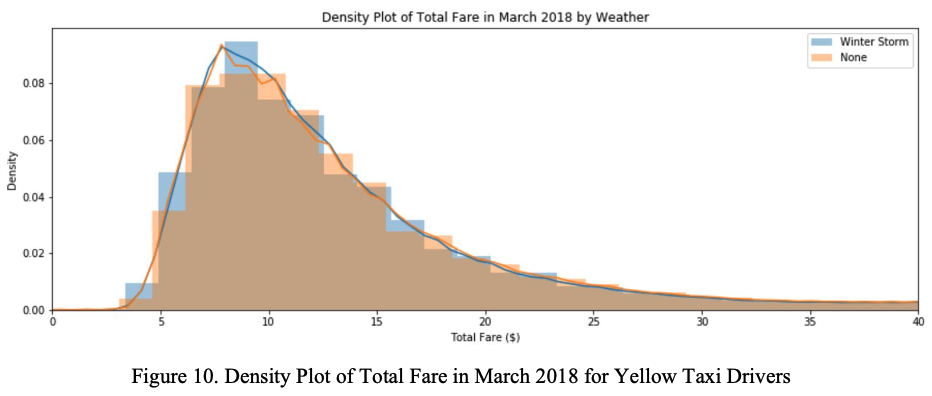 Density Plot of Total Fare in March 2018 by Weather
Winter Storm
None
0.08
0.06
0.04
0.02
0.00
Density
0 5 10 15 20 25 30 35 40
Total Fare ($)
Figure 10. Density Plot of Total Fare in March 2018 for Yellow Taxi Drivers